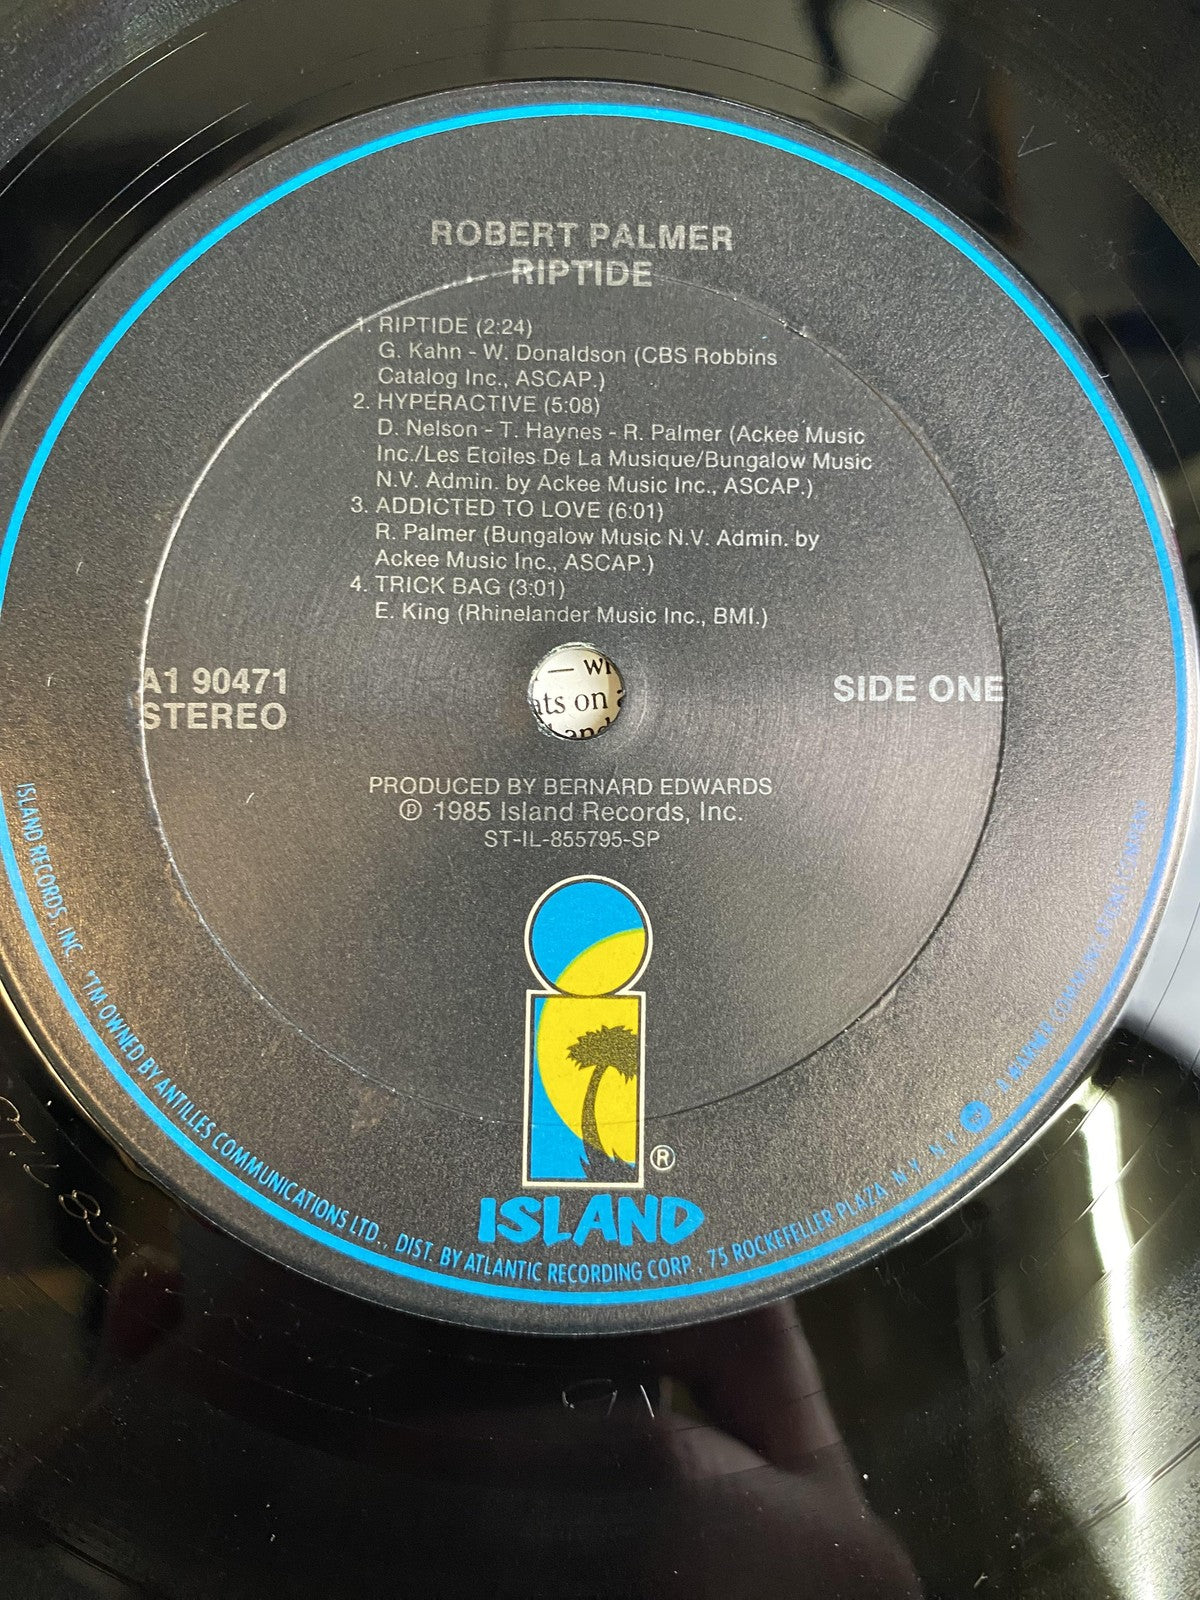 ROBERT PALMER
RIPTIDE
1. RIPTIDE (2:24)
G. Kahn - W. Donaldson (CBS Robbins
Catalog Inc., ASCAP.)
2. HYPERACTIVE (5:08)
D. Nelson - T. Haynes - R. Palmer (Ackee Music
Inc./Les Etoiles De La Musique/Bungalow Music
N.V. Admin. by Ackee Music Inc., ASCAP.)
3. ADDICTED TO LOVE (6:01)
R. Palmer (Bungalow Music N.V. Admin. by
Ackee Music Inc., ASCAP.)
4. TRICK BAG (3:01)
E. King (Rhinelander Music Inc., BMI.)
A1 90471
STEREO
SIDE ONE
ats on
PRODUCED BY BERNARD EDWARDS
℗ 1985 Island Records, Inc.
ST-IL-855795-SP
®
ISLAND
ISLAND RECORDS, INC. "TM OWNED BY ANTILLES COMMUNICATIONS LTD., DIST. BY ATLANTIC RECORDING CORP., 75 ROCKEFELLER PLAZA, N.Y. N.Y. A WARNER COMMUNICATIONS COMPANY